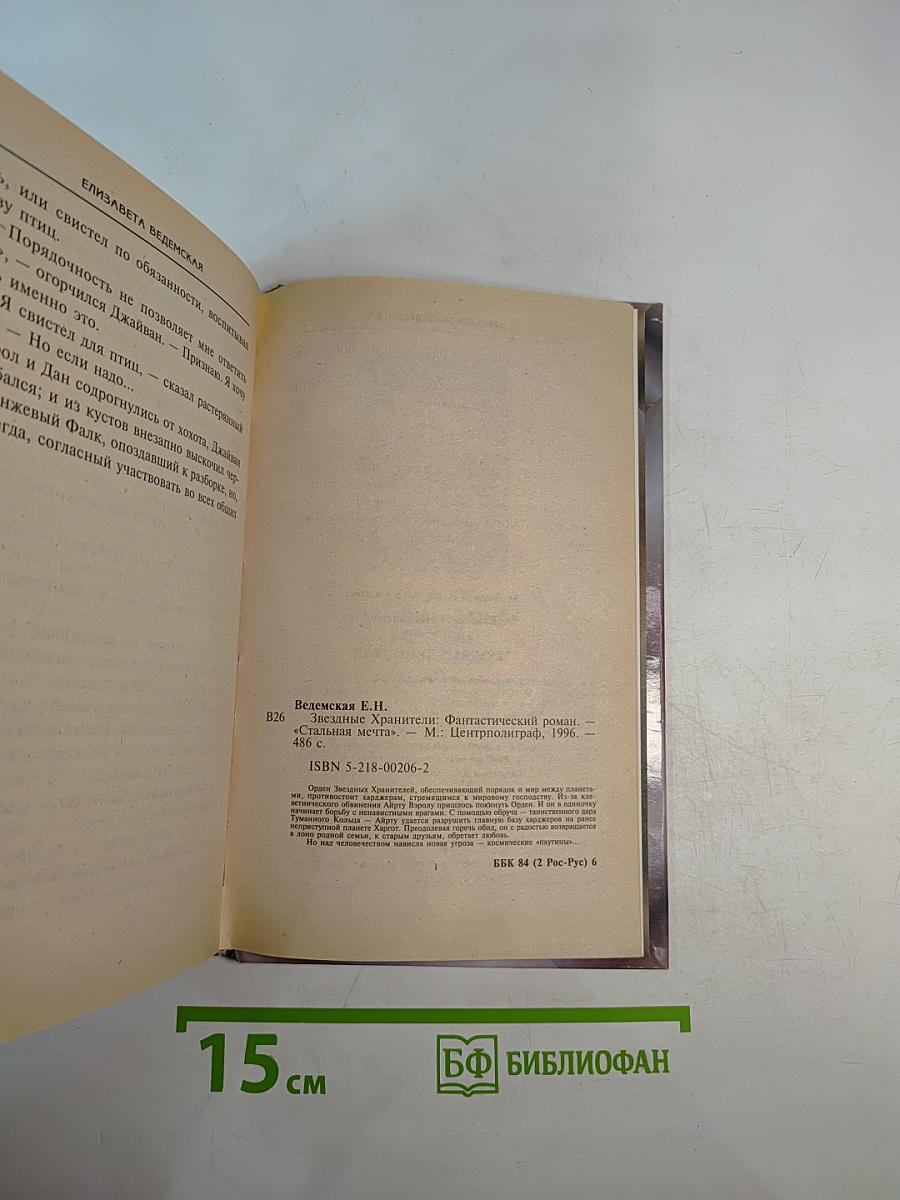 ЕЛИЗАВЕТА ВЕДЕМСКАЯ
или свистел по обязанности, воспитывая
птиц.
—Порядочность не позволяет мне ответить
— огорчился Джайван. — Признаю. Я хочу
именно это.
Я свистел для птиц, — сказал растерянный
— Но если надо...
и Дан содрогнулись от хохота, Джайван
и из кустов внезапно выскочил чер-
Фалк, опоздавший к разборке, но,
согласный участвовать во всех общих
Ведемская Е.Н.
В26 Звездные Хранители: Фантастический роман. —
«Стальная мечта». — М.: Центрполиграф, 1996. —
486 с.
ISBN 5-218-00206-2
Орден Звездных Хранителей, обеспечивающий порядок и мир между планета-
ми, противостоит харджерам, стремящимся к мировому господству. Из-за кле-
ветнического обвинения Айрту Вэролу пришлось покинуть Орден. И он в одиночку
начинает борьбу с ненавистными врагами. С помощью обруча — таинственного дара
Туманного Кольца — Айрту удается разрушить главную базу харджеров на ранее
неприступной планете Харгот. Преодолевая горечь обид, он с радостью возвращается
в лоно родной семьи, к старым друзьям, обретает любовь.
Но над человечеством нависла новая угроза — космические «паутины»...
ББК 84 (2 Рос-Рус) 6
15 см
БФ БИБЛИОФАН